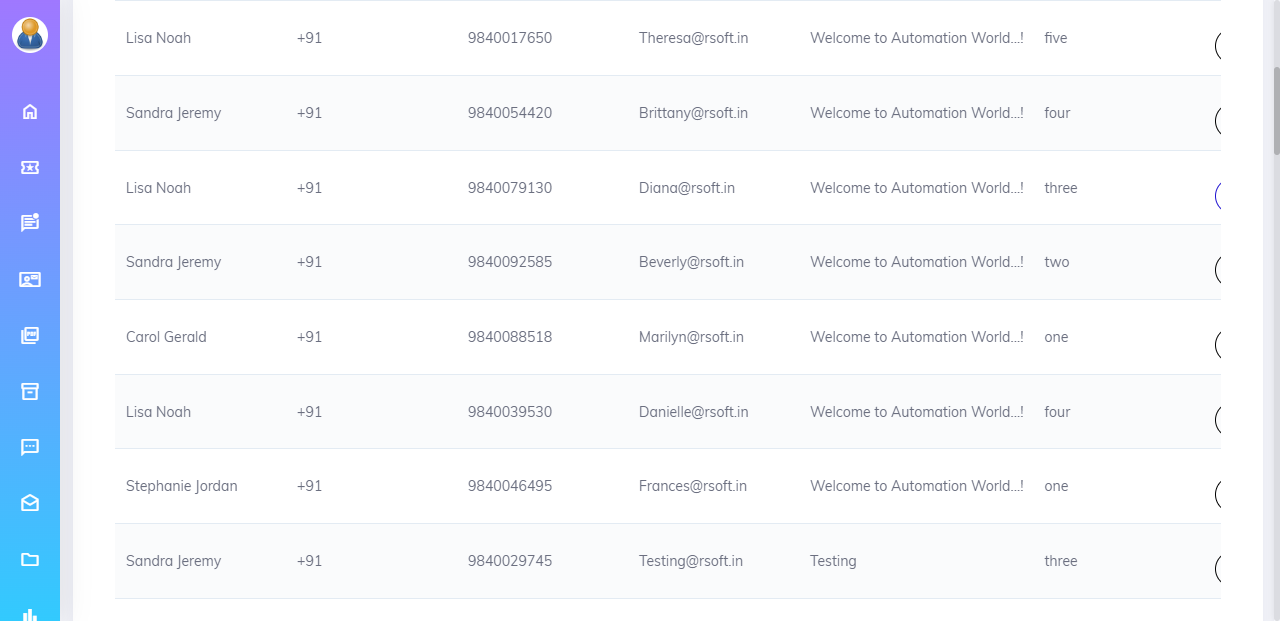 Lisa Noah +91 9840017650 Theresa@rsoft.in Welcome to Automation World...! five
Sandra Jeremy +91 9840054420 Brittany@rsoft.in Welcome to Automation World...! four
Lisa Noah +91 9840079130 Diana@rsoft.in Welcome to Automation World...! three
Sandra Jeremy +91 9840092585 Beverly@rsoft.in Welcome to Automation World...! two
Carol Gerald +91 9840088518 Marilyn@rsoft.in Welcome to Automation World...! one
Lisa Noah +91 9840039530 Danielle@rsoft.in Welcome to Automation World...! four
Stephanie Jordan +91 9840046495 Frances@rsoft.in Welcome to Automation World...! one
Sandra Jeremy +91 9840029745 Testing@rsoft.in Testing three